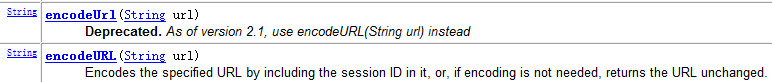 String encodeUrl(String url)
Deprecated. As of version 2.1, use encodeURL(String url) instead
String encodeURL(String url)
Encodes the specified URL by including the session ID in it, or, if encoding is not needed, returns the URL unchanged.